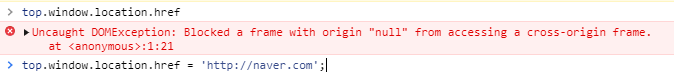 top.window.location.href
Uncaught DOMException: Blocked a frame with origin "null" from accessing a cross-origin frame.
at <anonymous>:1:21
top.window.location.href = 'http://naver.com';